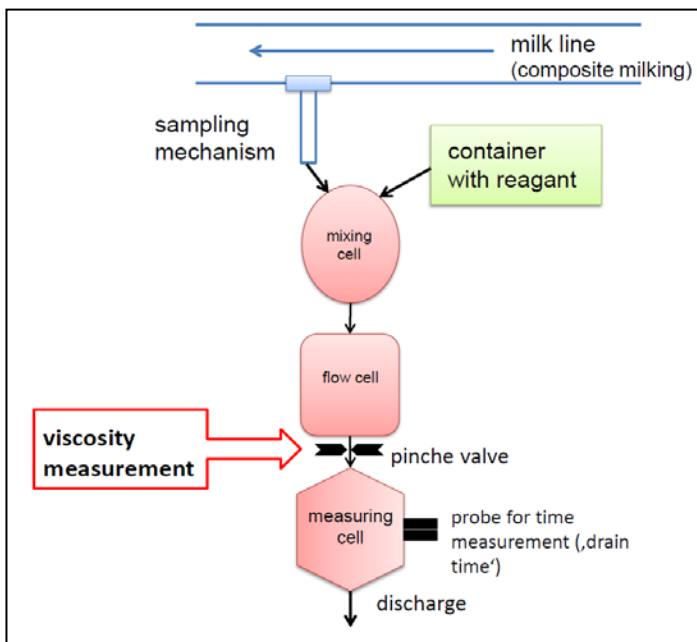 milk line
(composite milking)
sampling
mechanism
container
with reagant
mixing
cell
flow cell
viscosity
measurement
pinche valve
measuring
cell
probe for time
measurement (‚drain
time‘)
discharge